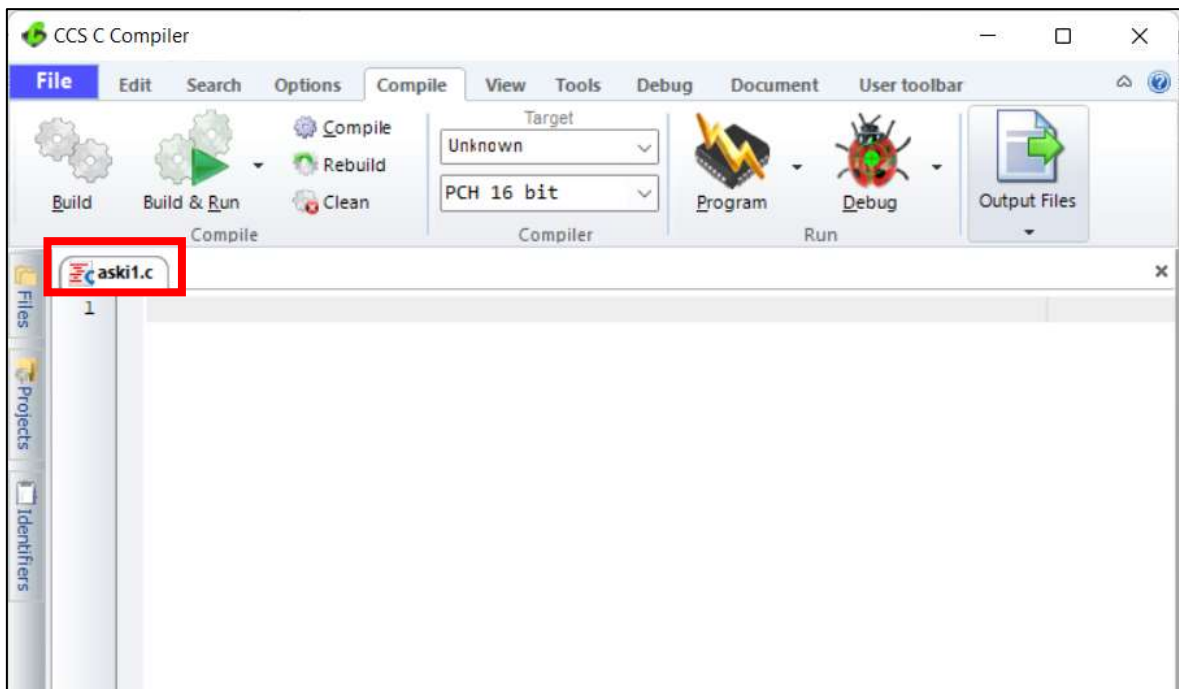 CCS C Compiler
File Edit Search Options Compile View Tools Debug Document User toolbar
Build
Build & Run
Compile
Rebuild
Clean
Compile
Target
Unknown
PCH 16 bit
Compiler
Program
Debug
Run
Output Files
aski1.c
1
Files
Projects
Identifiers